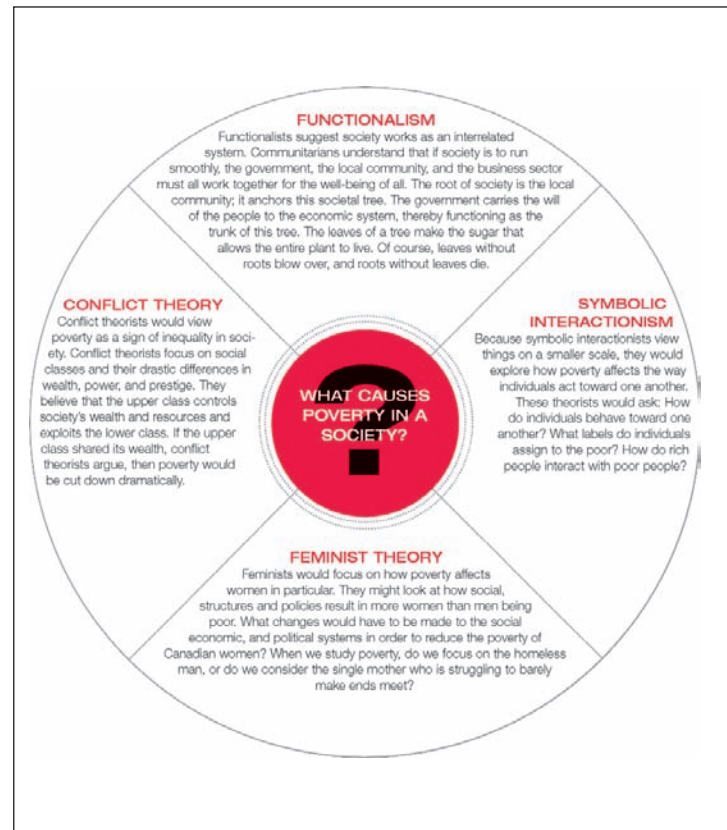 FUNCTIONALISM
Functionalists suggest society works as an interrelated
system. Communitarians understand that if society is to run
smoothly, the government, the local community, and the business sector
must all work together for the well-being of all. The root of society is the local
community; it anchors this societal tree. The government carries the will
of the people to the economic system, thereby functioning as the
trunk of this tree. The leaves of a tree make the sugar that
allows the entire plant to live. Of course, leaves without
roots blow over, and roots without leaves die.
CONFLICT THEORY
Conflict theorists would view
poverty as a sign of inequality in soci-
ety. Conflict theorists focus on social
classes and their drastic differences in
wealth, power, and prestige. They
believe that the upper class controls
society's wealth and resources and
exploits the lower class. If the upper
class shared its wealth, conflict
theorists argue, then poverty would
be cut down dramatically.
?
WHAT CAUSES
POVERTY IN A
SOCIETY?
SYMBOLIC
INTERACTIONISM
Because symbolic interactionists view
things on a smaller scale, they would
explore how poverty affects the way
individuals act toward one another.
These theorists would ask: How
do individuals behave toward one
another? What labels do individuals
assign to the poor? How do rich
people interact with poor people?
FEMINIST THEORY
Feminists would focus on how poverty affects
women in particular. They might look at how social,
structures and policies result in more women than men being
poor. What changes would have to be made to the social
economic, and political systems in order to reduce the poverty of
Canadian women? When we study poverty, do we focus on the homeless
man, or do we consider the single mother who is struggling to barely
make ends meet?